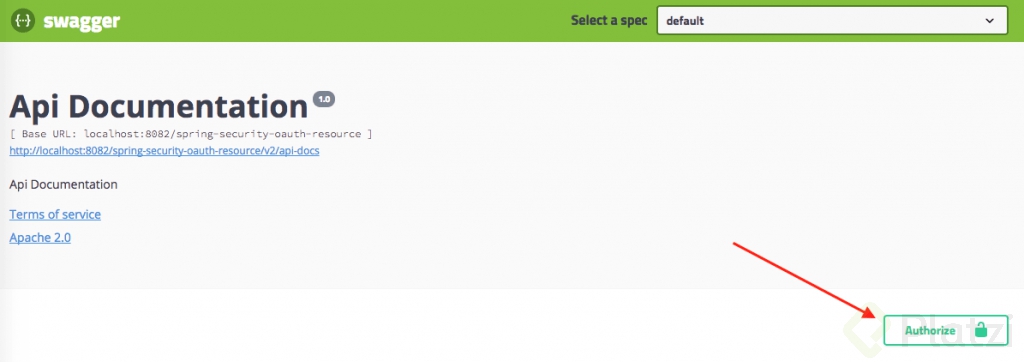 swagger
Select a spec default
Api Documentation 1.0
[ Base URL: localhost:8082/spring-security-oauth-resource ]
http://localhost:8082/spring-security-oauth-resource/v2/api-docs
Api Documentation
Terms of service
Apache 2.0
Authorize
Platzi